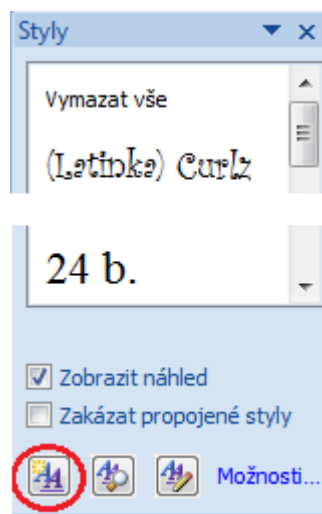 Styly
Vymazat vše
(Latinka) Curlz
24 b.
Zobrazit náhled
Zakázat propojené styly
Možnosti...